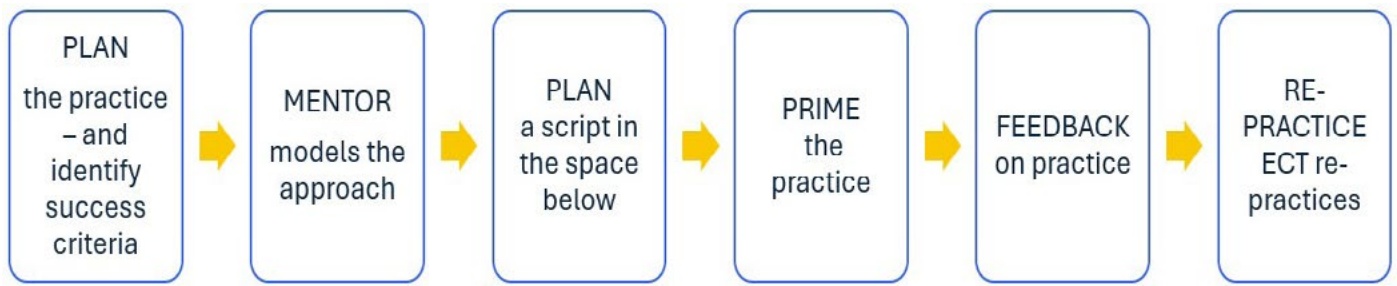 PLAN
the practice
– and
identify
success
criteria
MENTOR
models the
approach
PLAN
a script in
the space
below
PRIME
the
practice
FEEDBACK
on practice
RE-
PRACTICE
ECT re-
practices